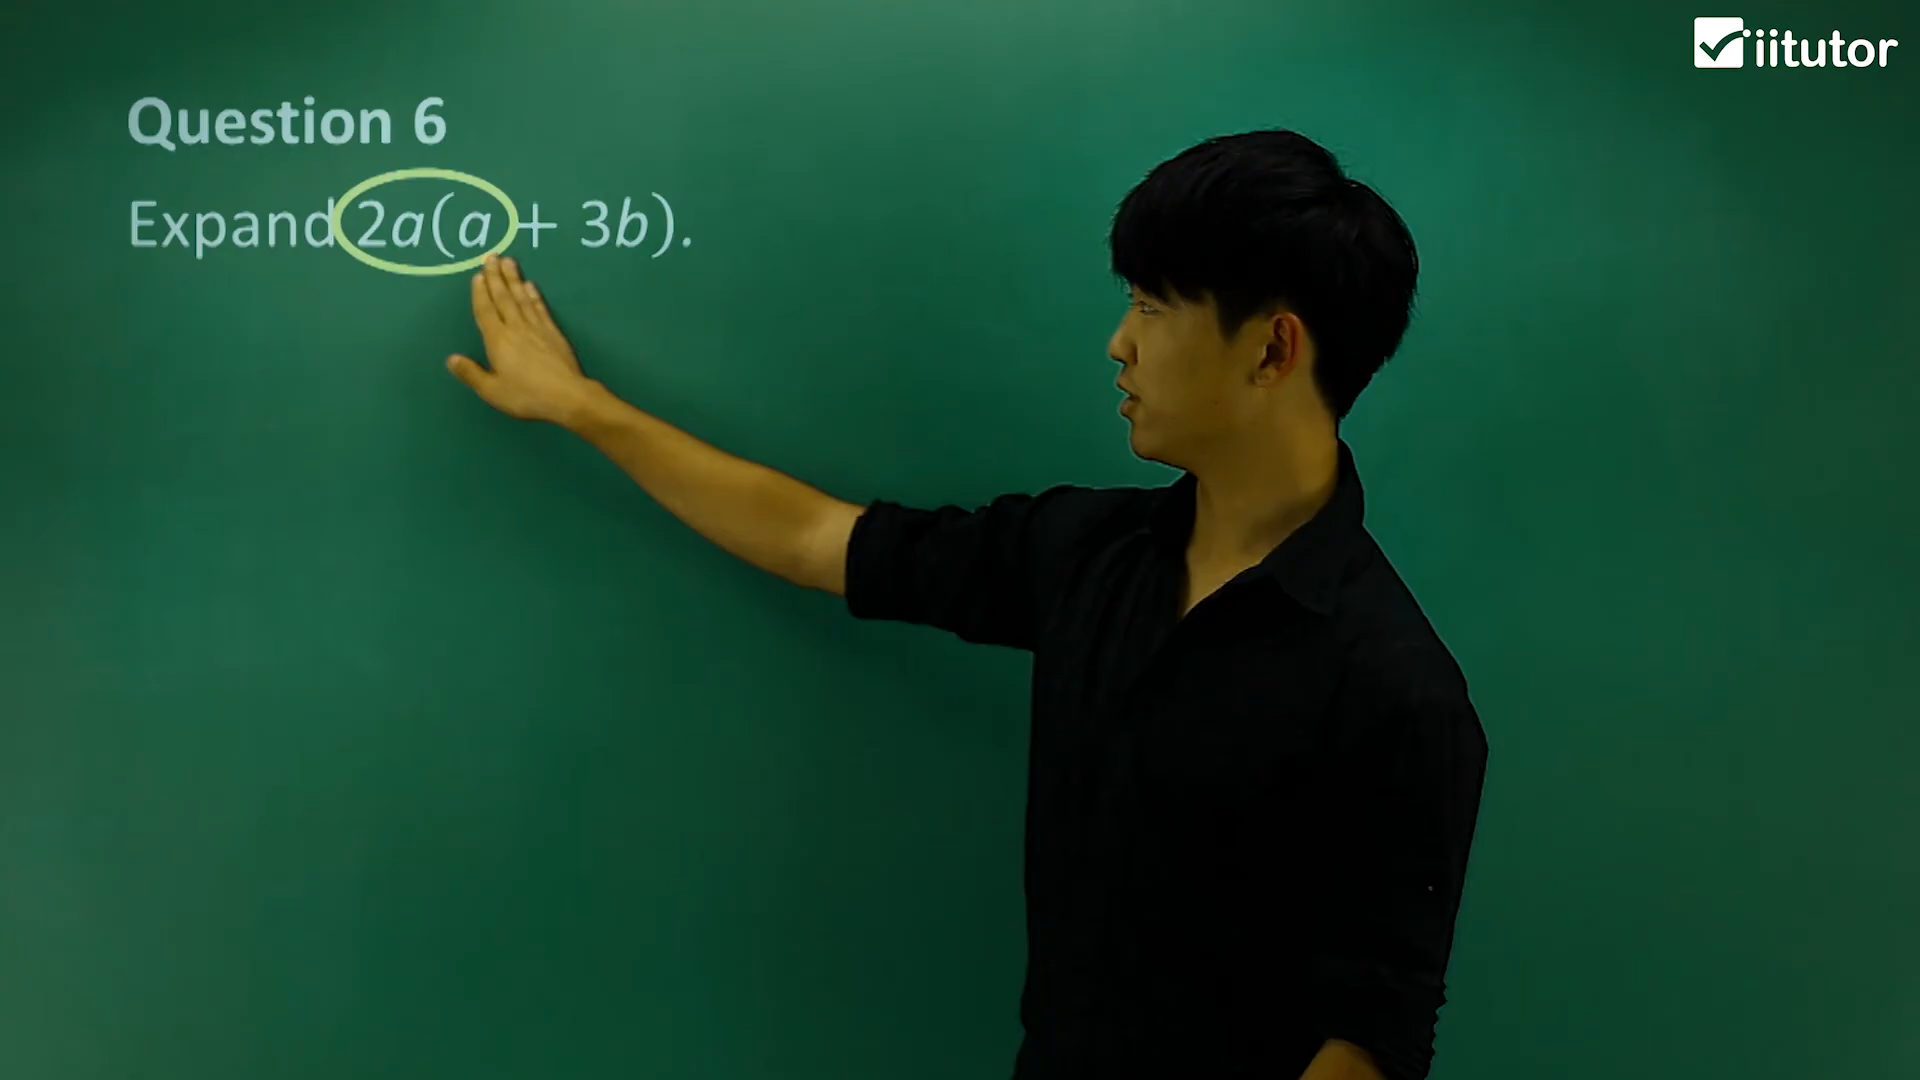 iitutor
Question 6
Expand 2a(a + 3b).